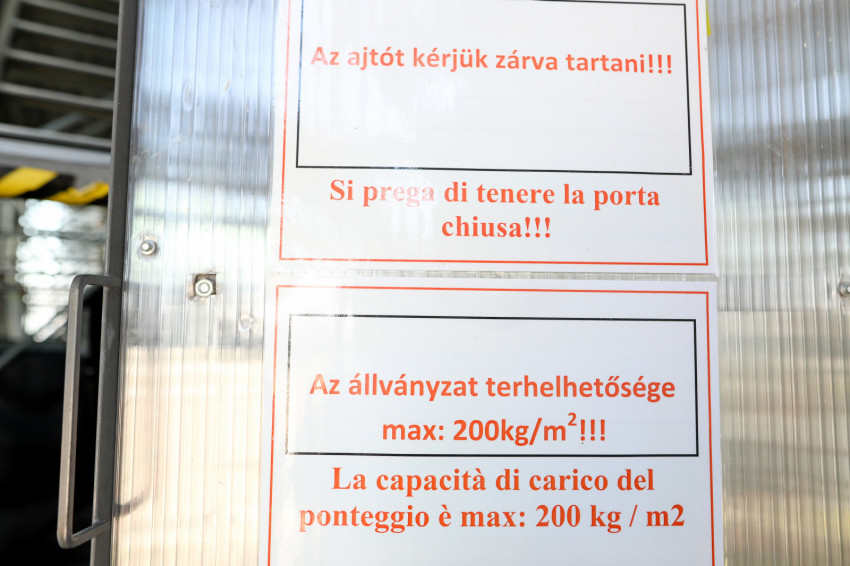 Az ajtót kérjük zárva tartani!!!
Si prega di tenere la porta
chiusa!!!
Az állványzat terhelhetősége
max: 200kg/m²!!!
La capacità di carico del
ponteggio è max: 200 kg / m2